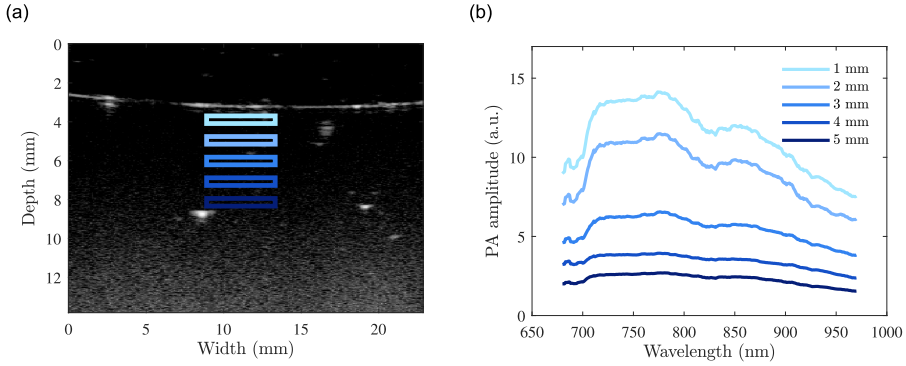 (a)
(b)
0
2
4
6
8
10
12
Depth (mm)
0
5
10
15
20
Width (mm)
15
10
5
0
PA amplitude (a.u.)
1 mm
2 mm
3 mm
4 mm
5 mm
650
700
750
800
850
900
950
1000
Wavelength (nm)